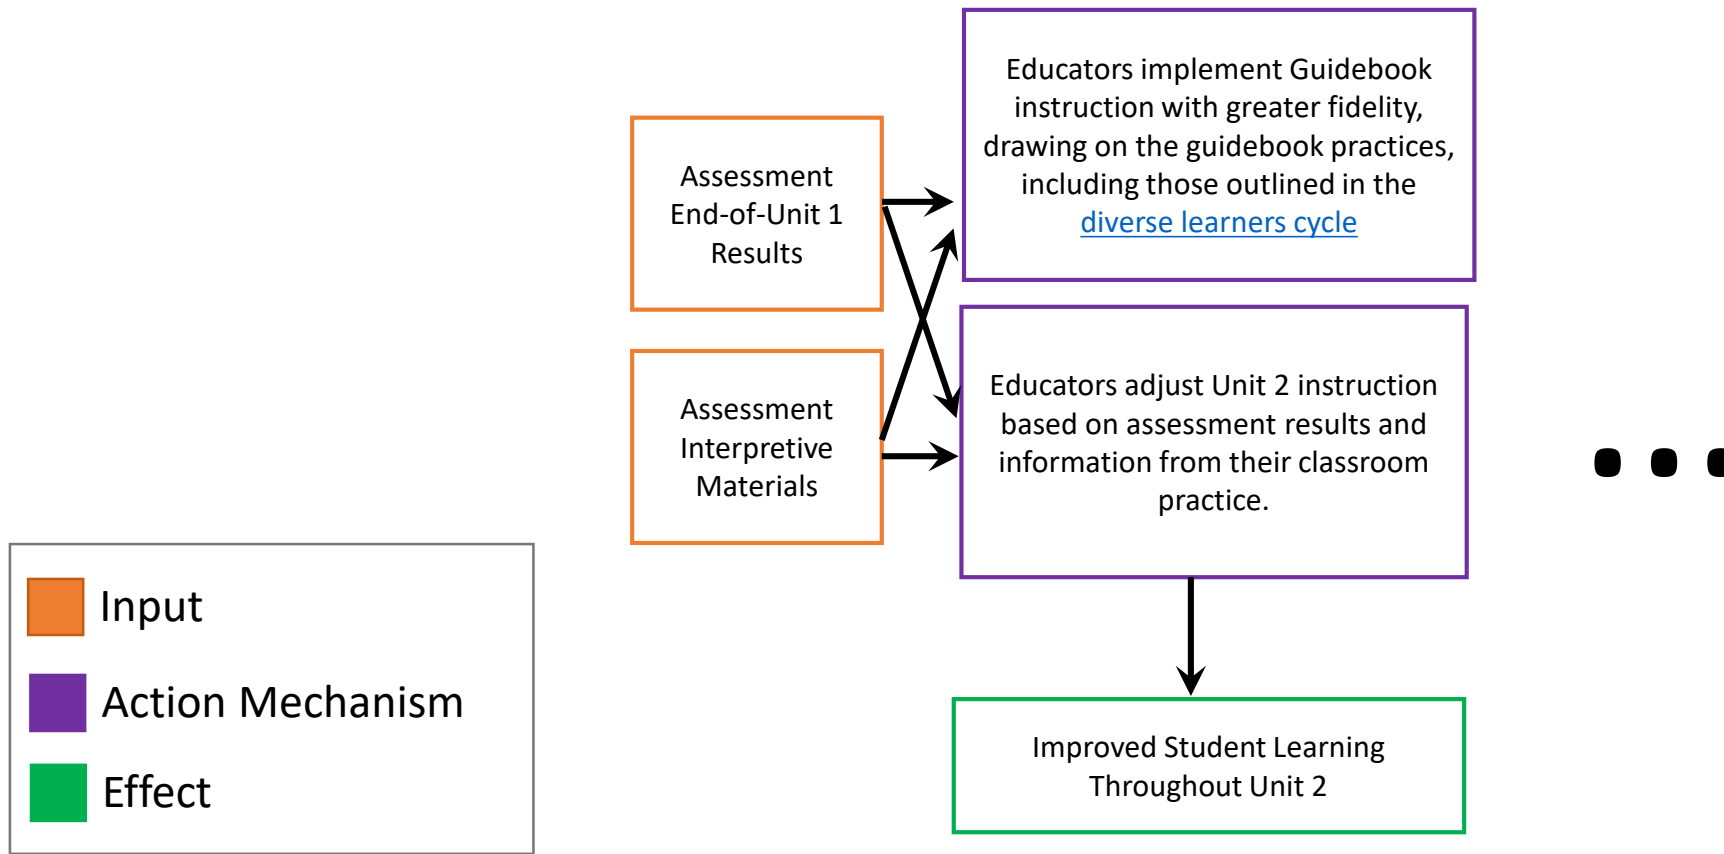 Educators implement Guidebook
instruction with greater fidelity,
drawing on the guidebook practices,
including those outlined in the
diverse learners cycle
Assessment
End-of-Unit 1
Results
Assessment
Interpretive
Materials
Educators adjust Unit 2 instruction
based on assessment results and
information from their classroom
practice.
Improved Student Learning
Throughout Unit 2
Input
Action Mechanism
Effect